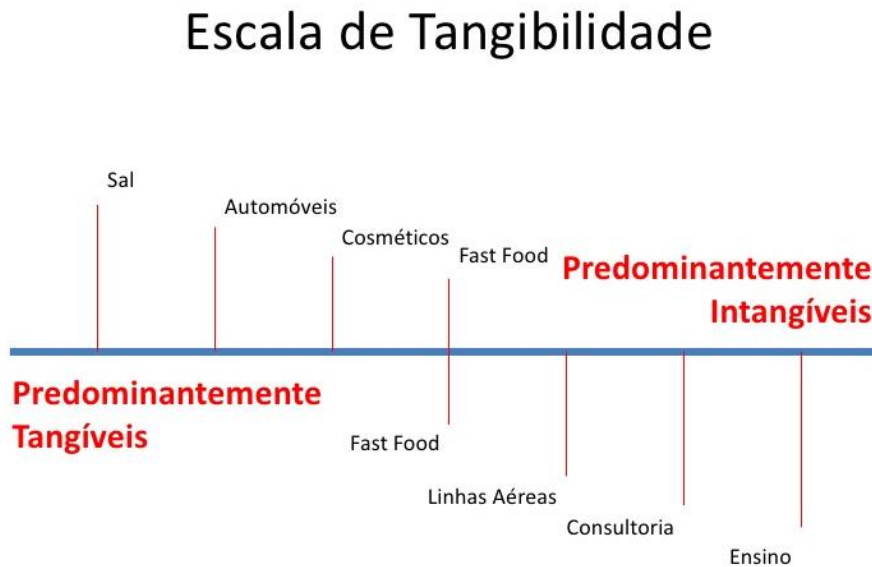 Escala de Tangibilidade
Sal
Automóveis
Cosméticos
Fast Food
Predominantemente
Intangíveis
Predominantemente
Tangíveis
Fast Food
Linhas Aéreas
Consultoria
Ensino